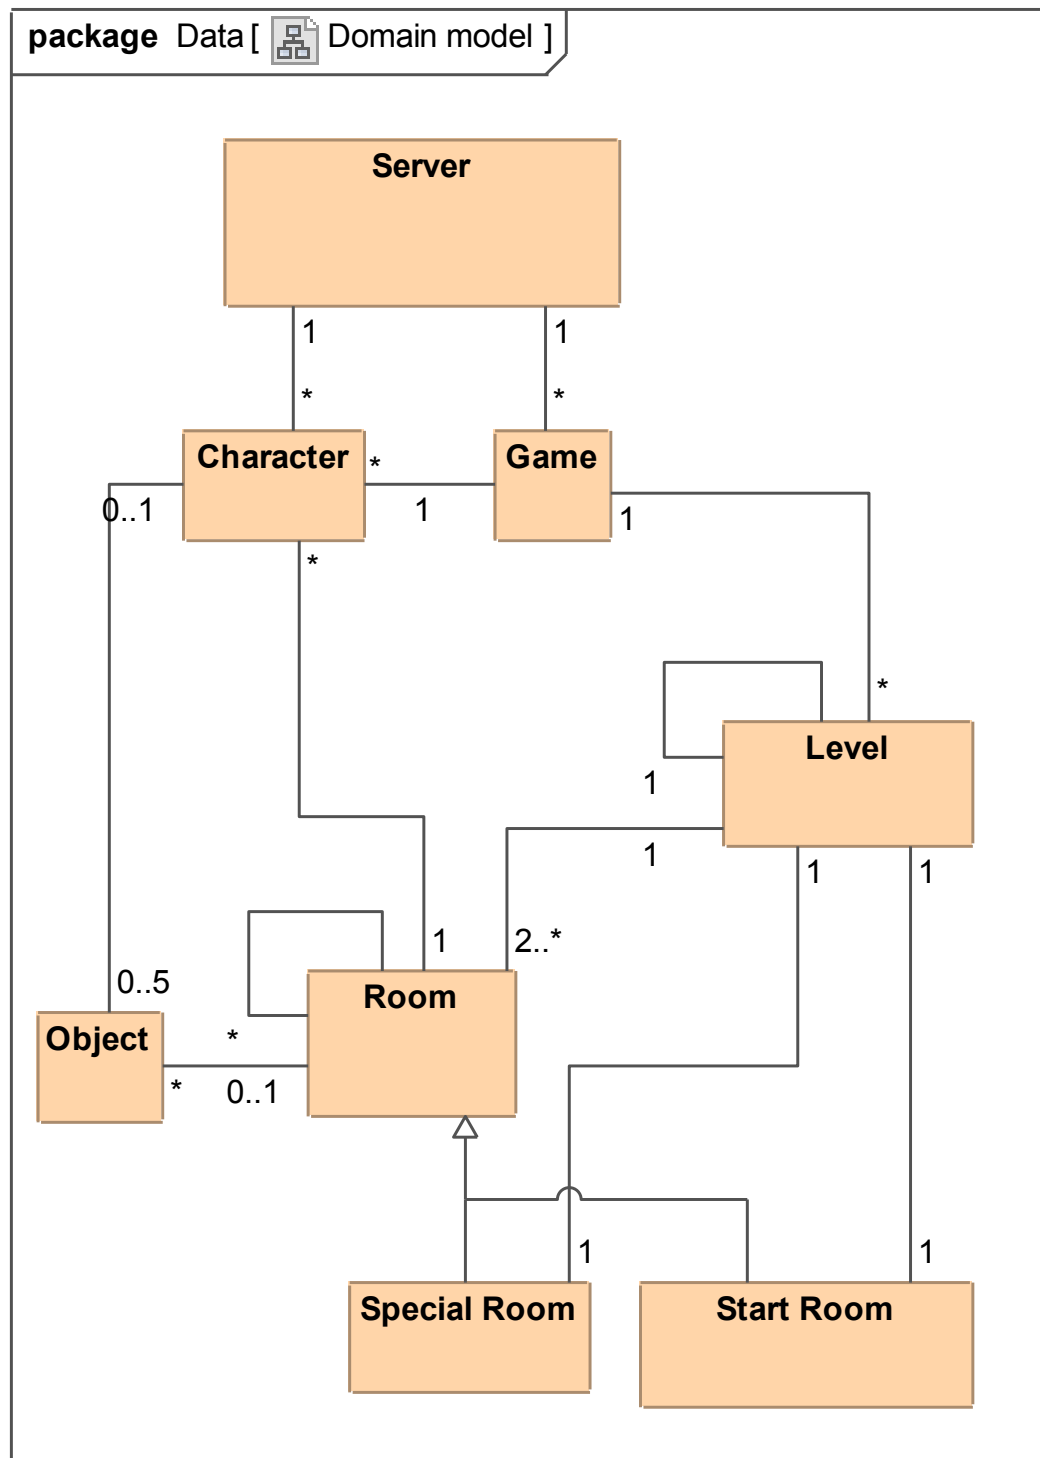 package Data [ Domain model ]
Server
1 1
* *
Character * Game
0..1 1 1
*
*
Level
1
1 1 1
1 2..*
0..5 Room
Object *
* 0..1
1 1
Special Room Start Room